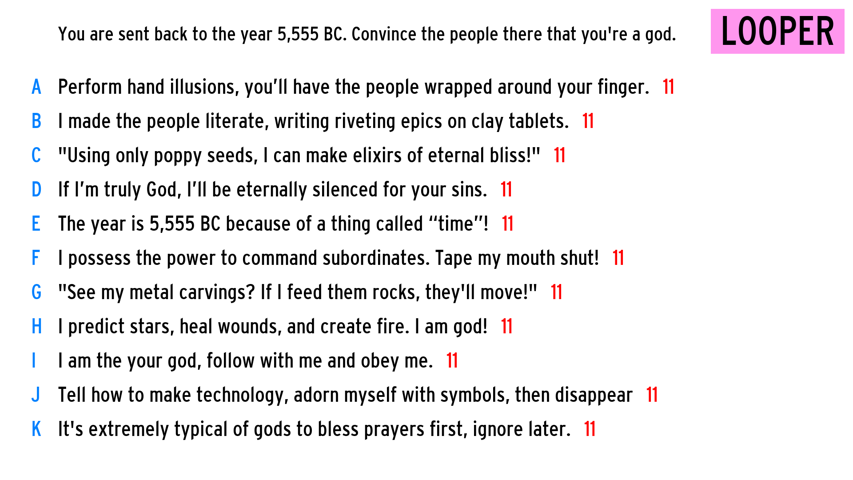 You are sent back to the year 5,555 BC. Convince the people there that you're a god.
LOOPER
A Perform hand illusions, you’ll have the people wrapped around your finger. 11
B I made the people literate, writing riveting epics on clay tablets. 11
C "Using only poppy seeds, I can make elixirs of eternal bliss!" 11
D If I’m truly God, I’ll be eternally silenced for your sins. 11
E The year is 5,555 BC because of a thing called “time”! 11
F I possess the power to command subordinates. Tape my mouth shut! 11
G "See my metal carvings? If I feed them rocks, they'll move!" 11
H I predict stars, heal wounds, and create fire. I am god! 11
I I am the your god, follow with me and obey me. 11
J Tell how to make technology, adorn myself with symbols, then disappear 11
K It's extremely typical of gods to bless prayers first, ignore later. 11